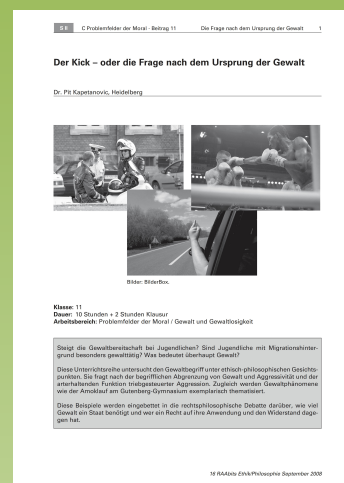 S II C Problemfelder der Moral · Beitrag 11 Die Frage nach dem Ursprung der Gewalt 1
Der Kick – oder die Frage nach dem Ursprung der Gewalt
Dr. Pit Kapetanovic, Heidelberg
Bilder: BilderBox.
Klasse: 11
Dauer: 10 Stunden + 2 Stunden Klausur
Arbeitsbereich: Problemfelder der Moral / Gewalt und Gewaltlosigkeit
Steigt die Gewaltbereitschaft bei Jugendlichen? Sind Jugendliche mit Migrationshinter-
grund besonders gewalttätig? Was bedeutet überhaupt Gewalt?
Diese Unterrichtsreihe untersucht den Gewaltbegriff unter ethisch-philosophischen Gesichts-
punkten. Sie fragt nach der begrifflichen Abgrenzung von Gewalt und Aggressivität und der
arterhaltenden Funktion triebgesteuerter Aggression. Zugleich werden Gewaltphänomene
wie der Amoklauf am Gutenberg-Gymnasium exemplarisch thematisiert.
Diese Beispiele werden eingebettet in die rechtsphilosophische Debatte darüber, wie viel
Gewalt ein Staat benötigt und wer ein Recht auf ihre Anwendung und den Widerstand dage-
gen hat.
16 RAAbits Ethik/Philosophie September 2008